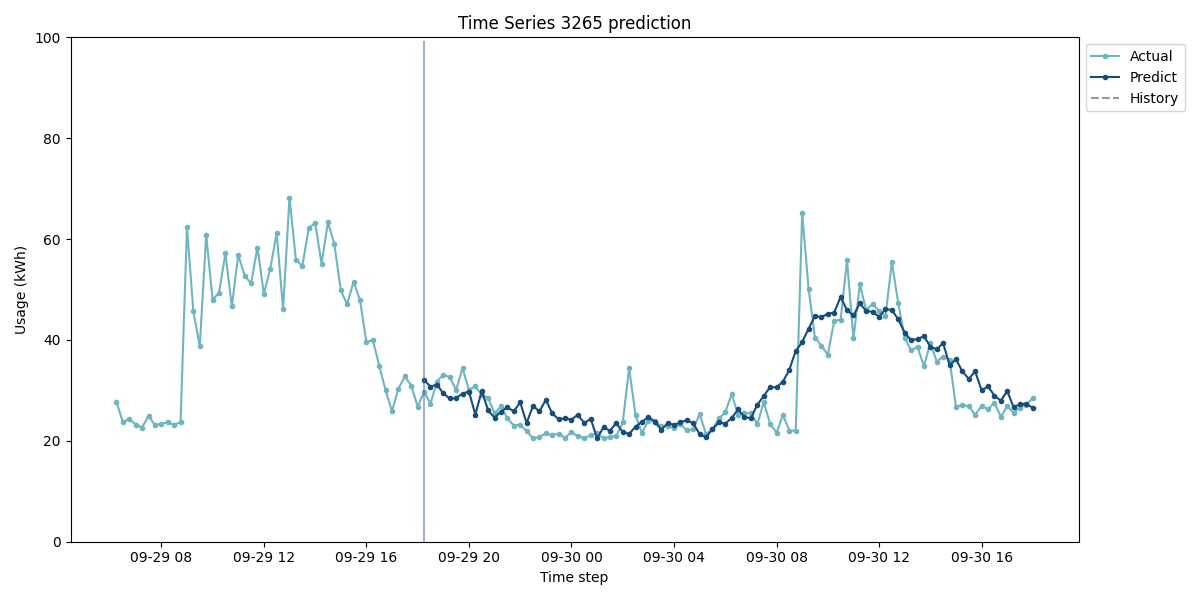 Time Series 3265 prediction
100
80
60
40
20
0
Usage (kWh)
09-29 08
09-29 12
09-29 16
09-29 20
09-30 00
09-30 04
09-30 08
09-30 12
09-30 16
Time step
Actual
Predict
History